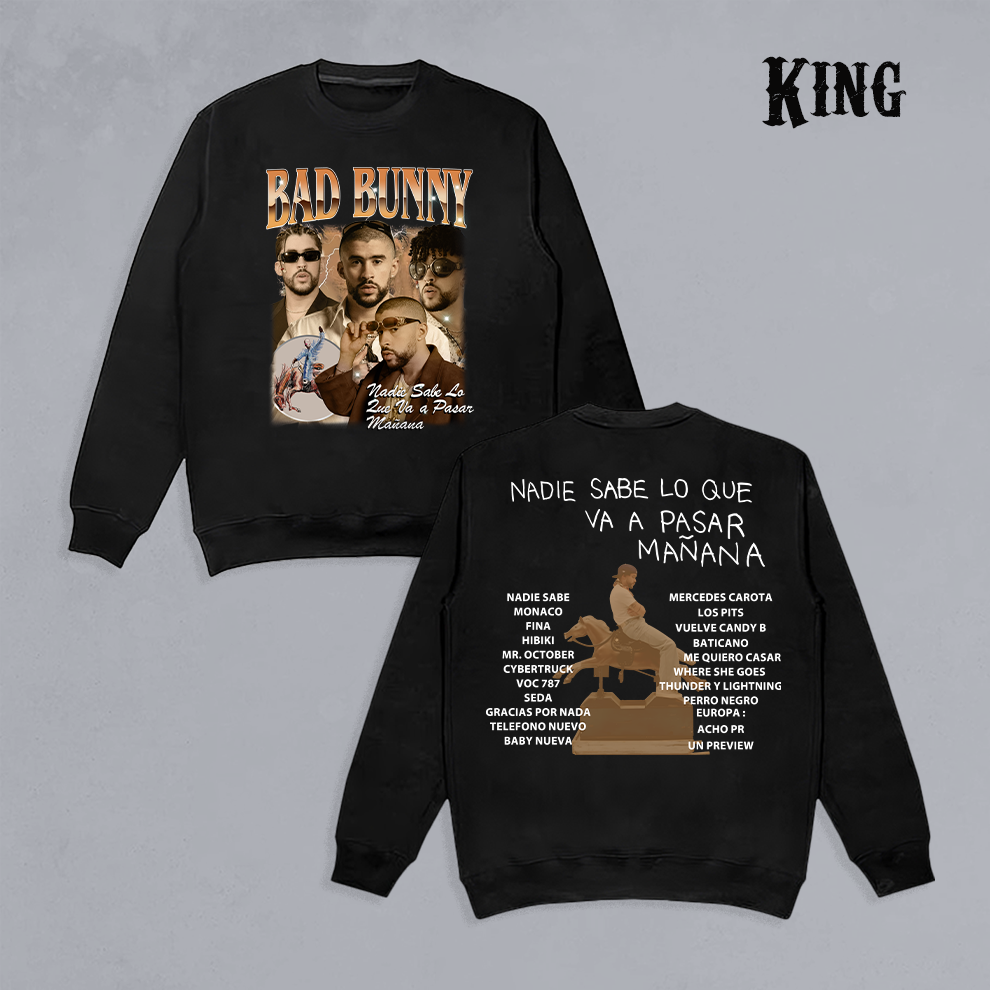 KING
BAD BUNNY
Nadie Sabe Lo
Que Va a Pasar
Mañana
NADIE SABE LO QUE
VA A PASAR
MAÑANA
NADIE SABE
MONACO
FINA
HIBIKI
MR. OCTOBER
CYBERTRUCK
VOC 787
SEDA
GRACIAS POR NADA
TELEFONO NUEVO
BABY NUEVA
MERCEDES CAROTA
LOS PITS
VUELVE CANDY B
BATICANO
ME QUIERO CASAR
WHERE SHE GOES
THUNDER Y LIGHTNING
PERRO NEGRO
EUROPA :
ACHO PR
UN PREVIEW